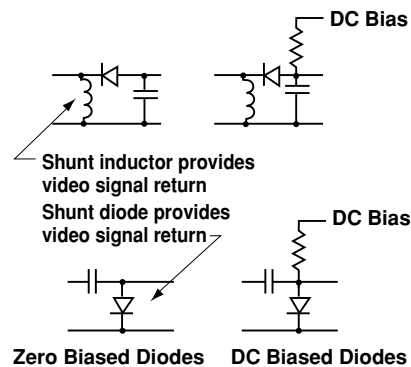 DC Bias
Shunt inductor provides
video signal return
Shunt diode provides
video signal return
DC Bias
Zero Biased Diodes
DC Biased Diodes